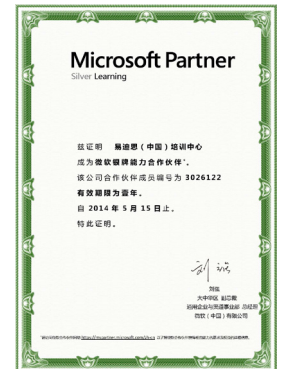 Microsoft Partner
Silver Learning
兹证明 易迪思（中国）培训中心
成为微软银牌能力合作伙伴*。
该公司合作伙伴成员编号为 3026122
有效期限为壹年。
自 2014 年 5 月 15 日止。
特此证明。
大中华区 副总裁
微软（中国）有限公司